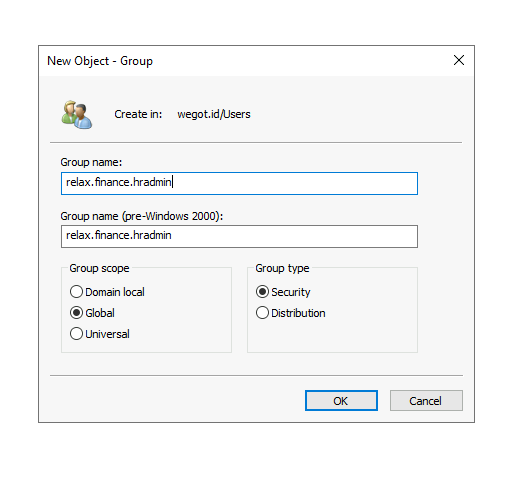 New Object - Group
Create in: wegot.id/Users
Group name:
relax.finance.hradmin
Group name (pre-Windows 2000):
relax.finance.hradmin
Group scope
Domain local
Global
Universal
Group type
Security
Distribution
OK
Cancel